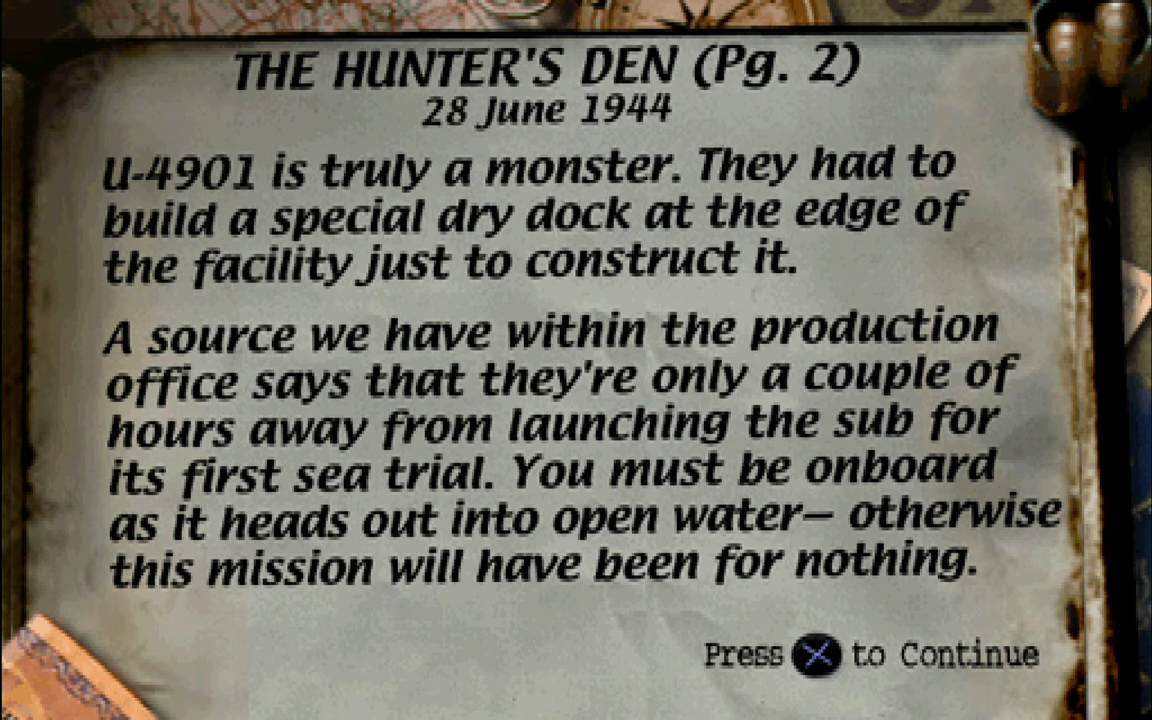 THE HUNTER'S DEN (Pg. 2)
28 June 1944
U-4901 is truly a monster. They had to
build a special dry dock at the edge of
the facility just to construct it.
A source we have within the production
office says that they're only a couple of
hours away from launching the sub for
its first sea trial. You must be onboard
as it heads out into open water— otherwise
this mission will have been for nothing.
Press X to Continue